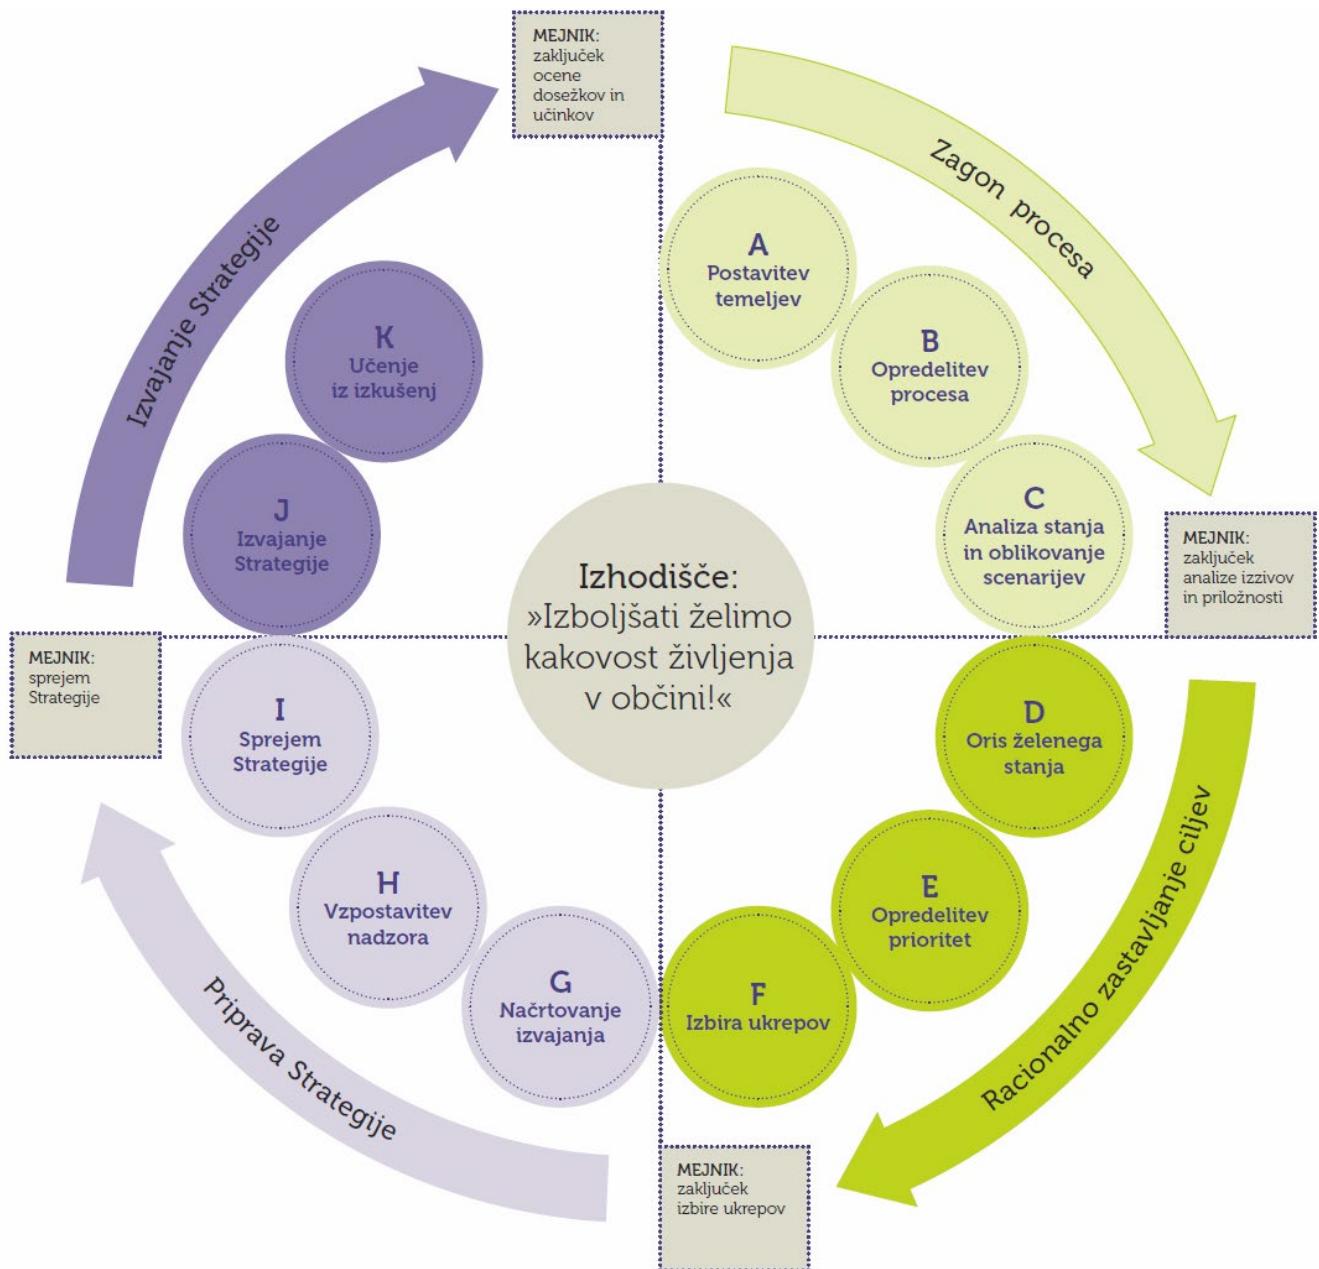 MEJNIK:
zaključek
ocene
dosežkov in
učinkov
Zagon procesa
A
Postavitev
temeljev
B
Opredelitev
procesa
C
Analiza stanja
in oblikovanje
scenarijev
MEJNIK:
zaključek
analize izzivov
in priložnosti
Izhodišče:
»Izboljšati želimo
kakovost življenja
v občini!«
D
Oris želenega
stanja
E
Opredelitev
prioritet
F
Izbira ukrepov
Racionalno zastavljanje ciljev
MEJNIK:
zaključek
izbire ukrepov
G
Načrtovanje
izvajanja
H
Vzpostavitev
nadzora
I
Sprejem
Strategije
Priprava Strategije
MEJNIK:
sprejem
Strategije
J
Izvajanje
Strategije
K
Učenje
iz izkušenj
Izvajanje Strategije